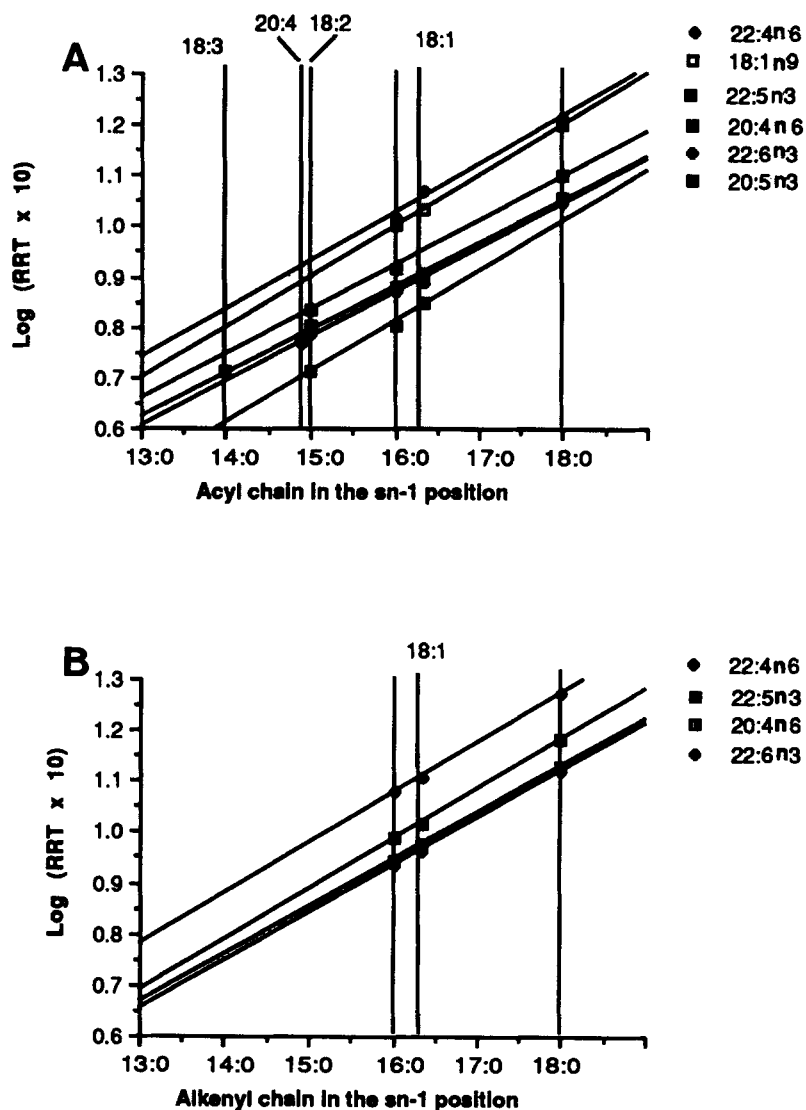 A
18:3
20:4
18:2
18:1
1.3
1.2
1.1
1.0
0.9
0.8
0.7
0.6
Log (RRT x 10)
13:0
14:0
15:0
16:0
17:0
18:0
Acyl chain in the sn-1 position
22:4n6
18:1n9
22:5n3
20:4n6
22:6n3
20:5n3
B
18:1
1.3
1.2
1.1
1.0
0.9
0.8
0.7
0.6
Log (RRT x 10)
13:0
14:0
15:0
16:0
17:0
18:0
Alkenyl chain in the sn-1 position
22:4n6
22:5n3
20:4n6
22:6n3